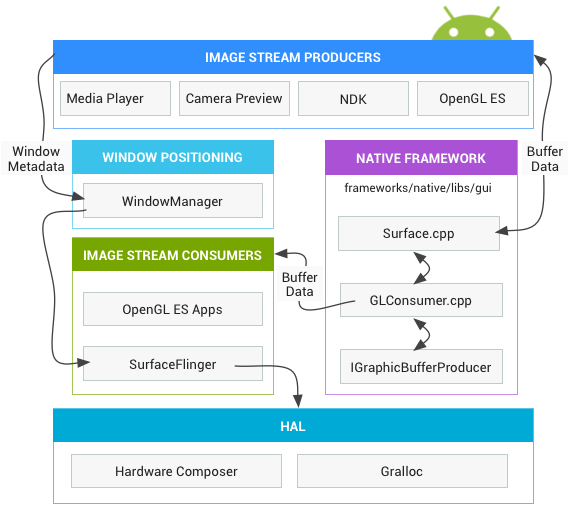 IMAGE STREAM PRODUCERS
Media Player
Camera Preview
NDK
OpenGL ES
Window
Metadata
Buffer
Data
WINDOW POSITIONING
WindowManager
NATIVE FRAMEWORK
frameworks/native/libs/gui
Surface.cpp
GLConsumer.cpp
IGraphicBufferProducer
IMAGE STREAM CONSUMERS
Buffer
Data
OpenGL ES Apps
SurfaceFlinger
HAL
Hardware Composer
Gralloc